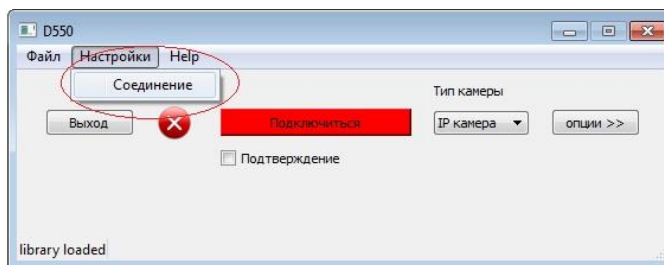 D550
Файл Настройки Help
Соединение
Тип камеры
Выход Подключиться IP камера опции >>
Подтверждение
library loaded